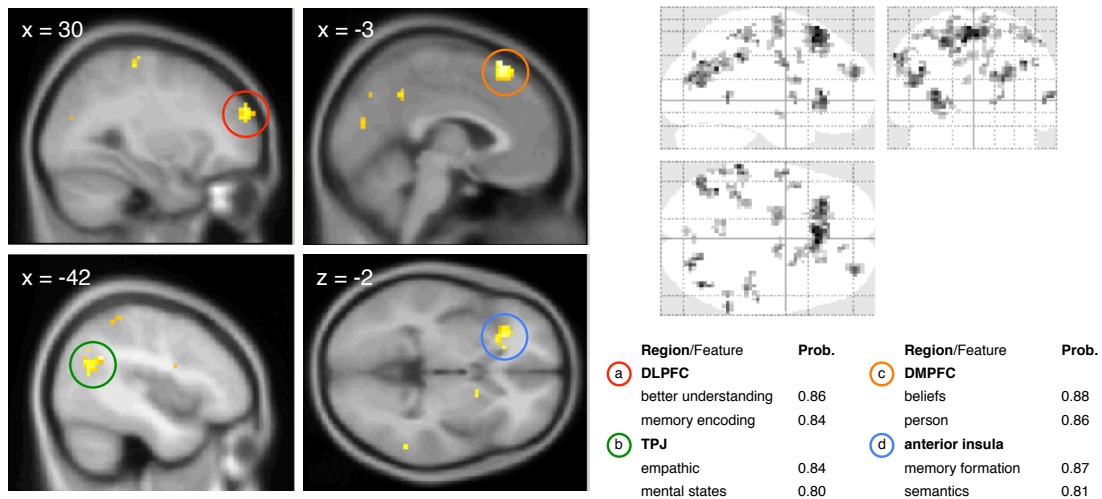 x = 30
x = -3
x = -42
z = -2
Region/Feature Prob.
a DLPFC
better understanding 0.86
memory encoding 0.84
b TPJ
empathic 0.84
mental states 0.80
Region/Feature Prob.
c DMPFC
beliefs 0.88
person 0.86
d anterior insula
memory formation 0.87
semantics 0.81